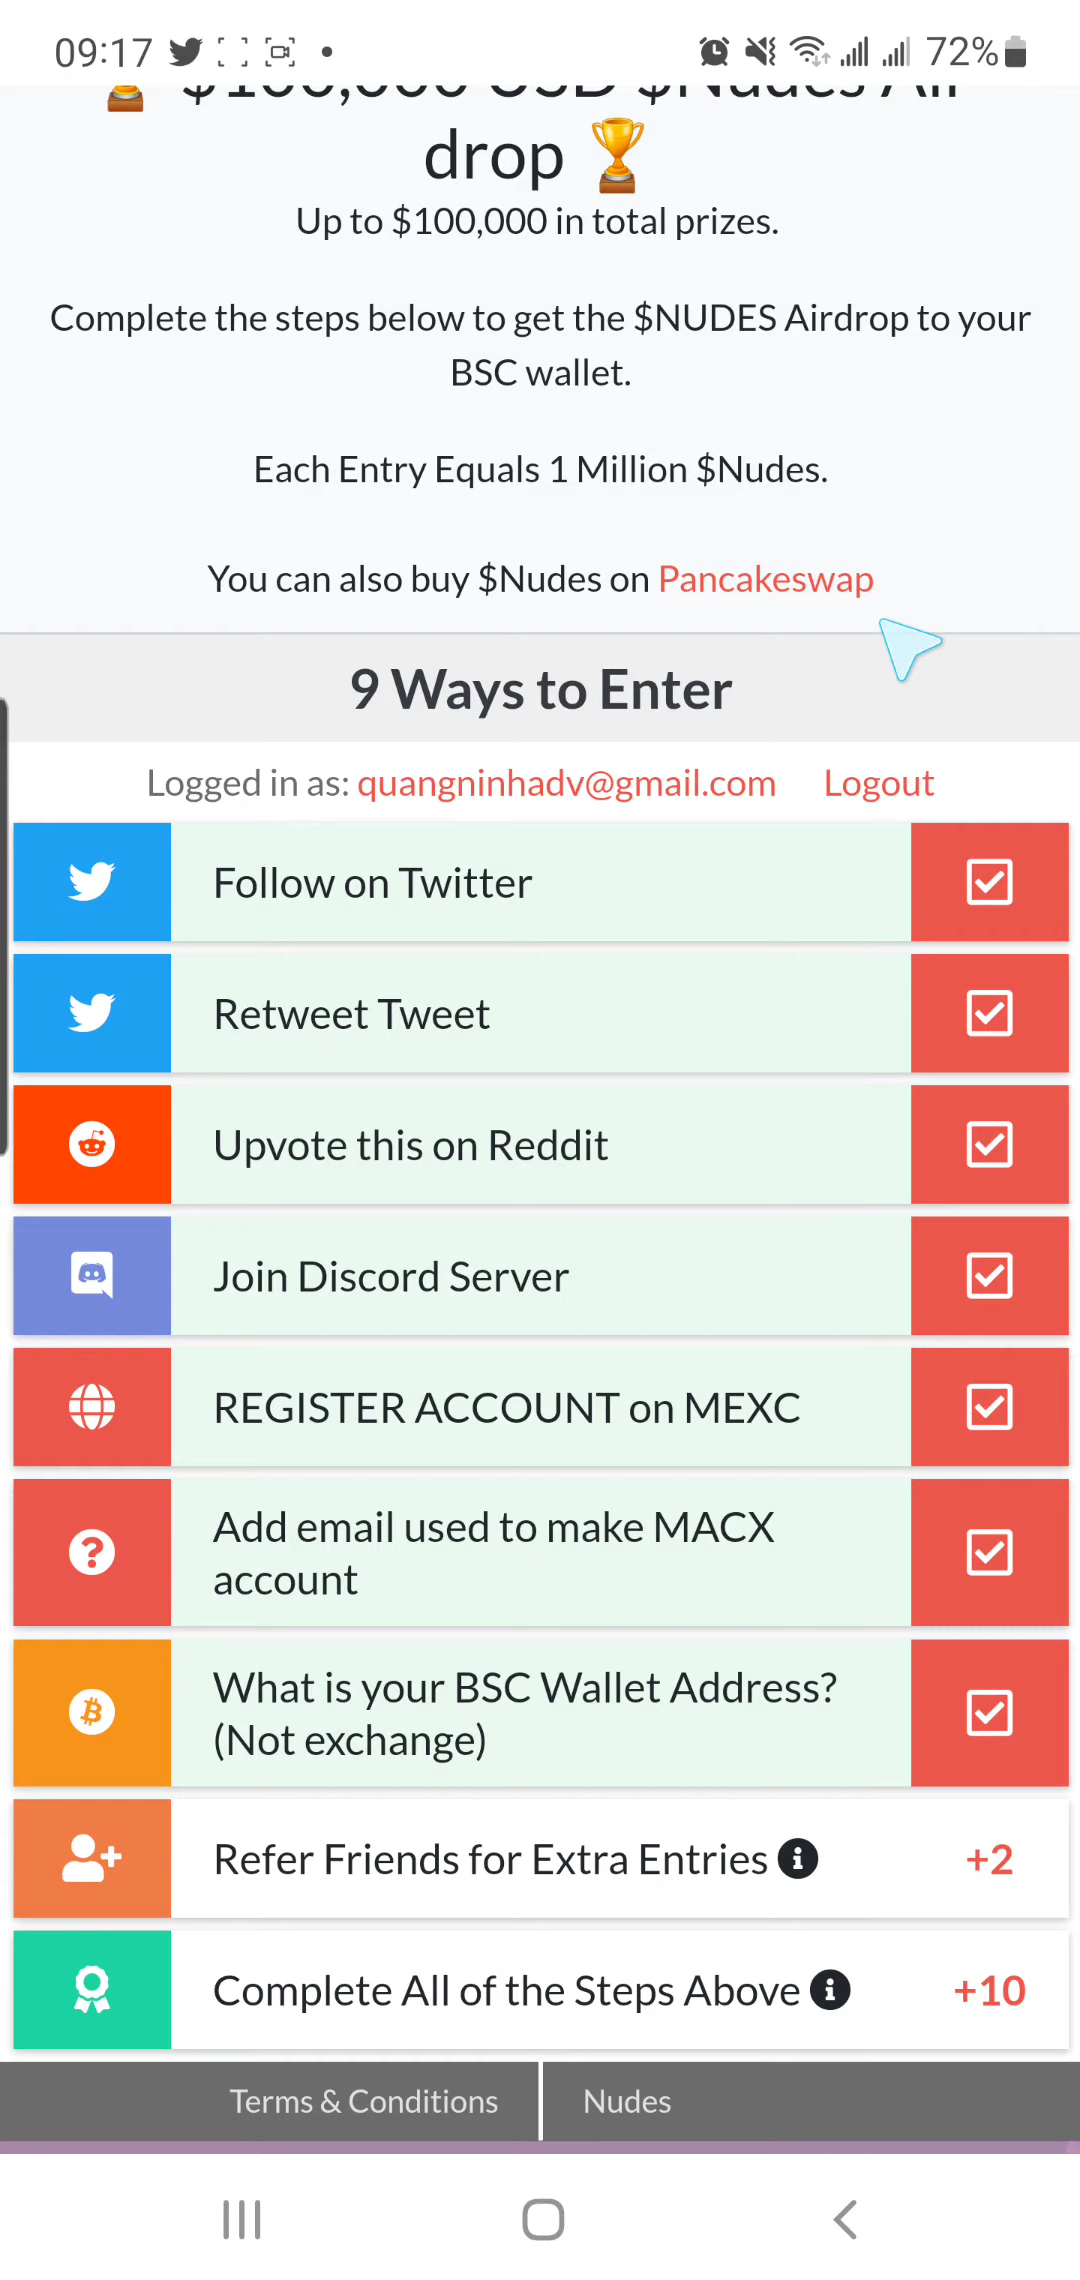 09:17
72%
$100,000 USD $Nudes Air
drop
Up to $100,000 in total prizes.
Complete the steps below to get the $NUDES Airdrop to your
BSC wallet.
Each Entry Equals 1 Million $Nudes.
You can also buy $Nudes on Pancakeswap
9 Ways to Enter
Logged in as: quangninhadv@gmail.com Logout
Follow on Twitter
Retweet Tweet
Upvote this on Reddit
Join Discord Server
REGISTER ACCOUNT on MEXC
Add email used to make MACX
account
What is your BSC Wallet Address?
(Not exchange)
Refer Friends for Extra Entries +2
Complete All of the Steps Above +10
Terms & Conditions Nudes